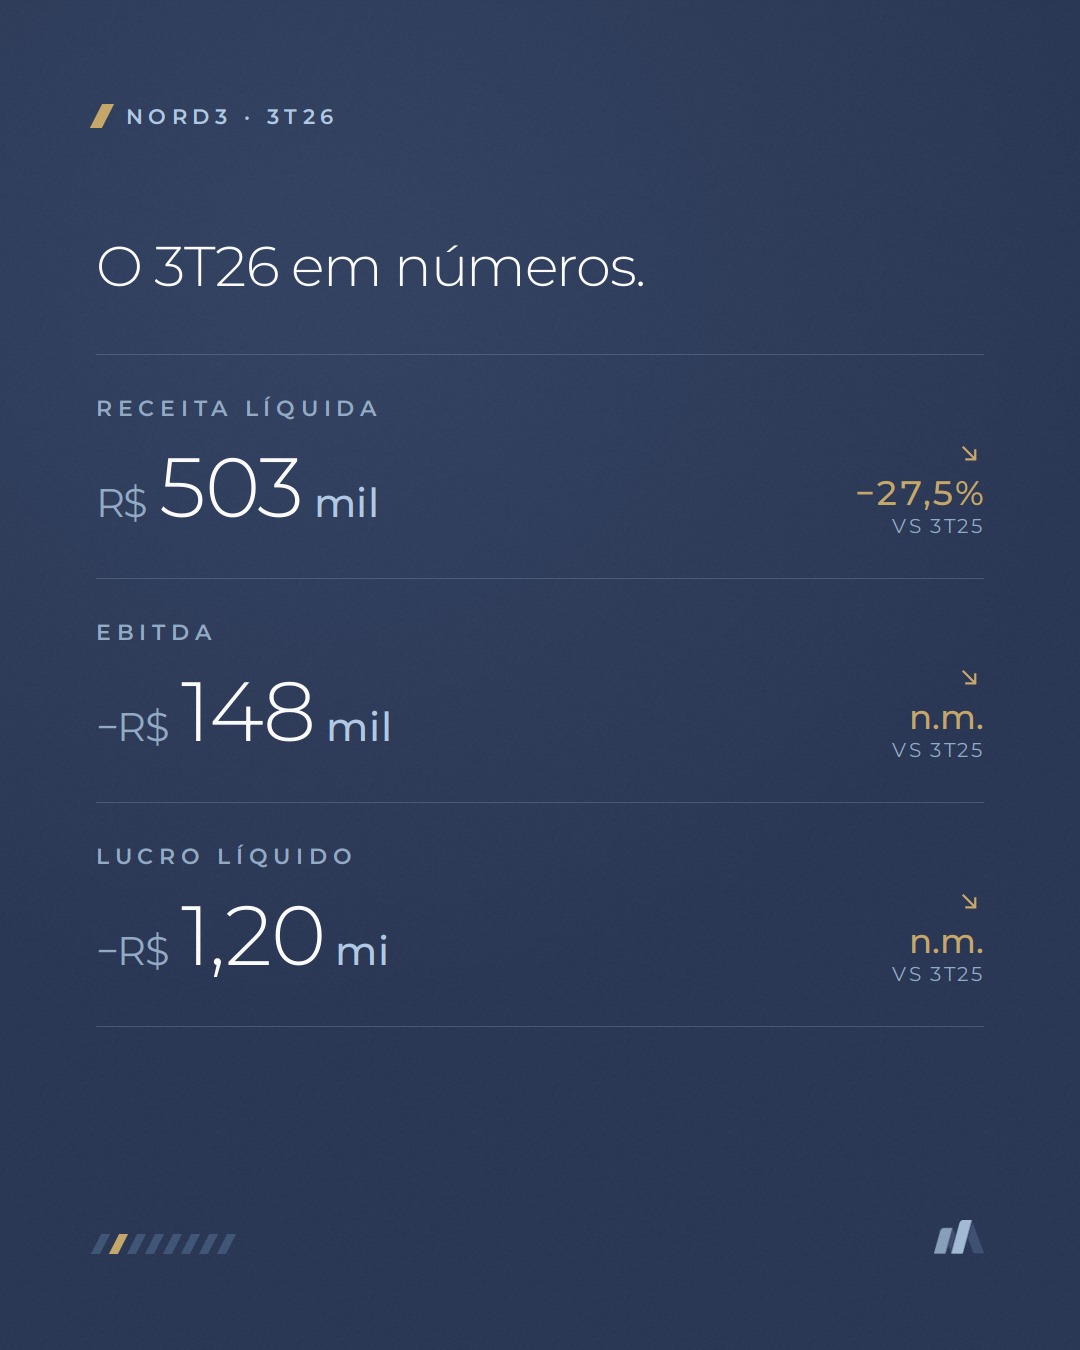 NORD3 · 3T26
O 3T26 em números.
RECEITA LÍQUIDA
R$ 503 mil
↘
−27,5%
VS 3T25
EBITDA
−R$ 148 mil
↘
n.m.
VS 3T25
LUCRO LÍQUIDO
−R$ 1,20 mi
↘
n.m.
VS 3T25